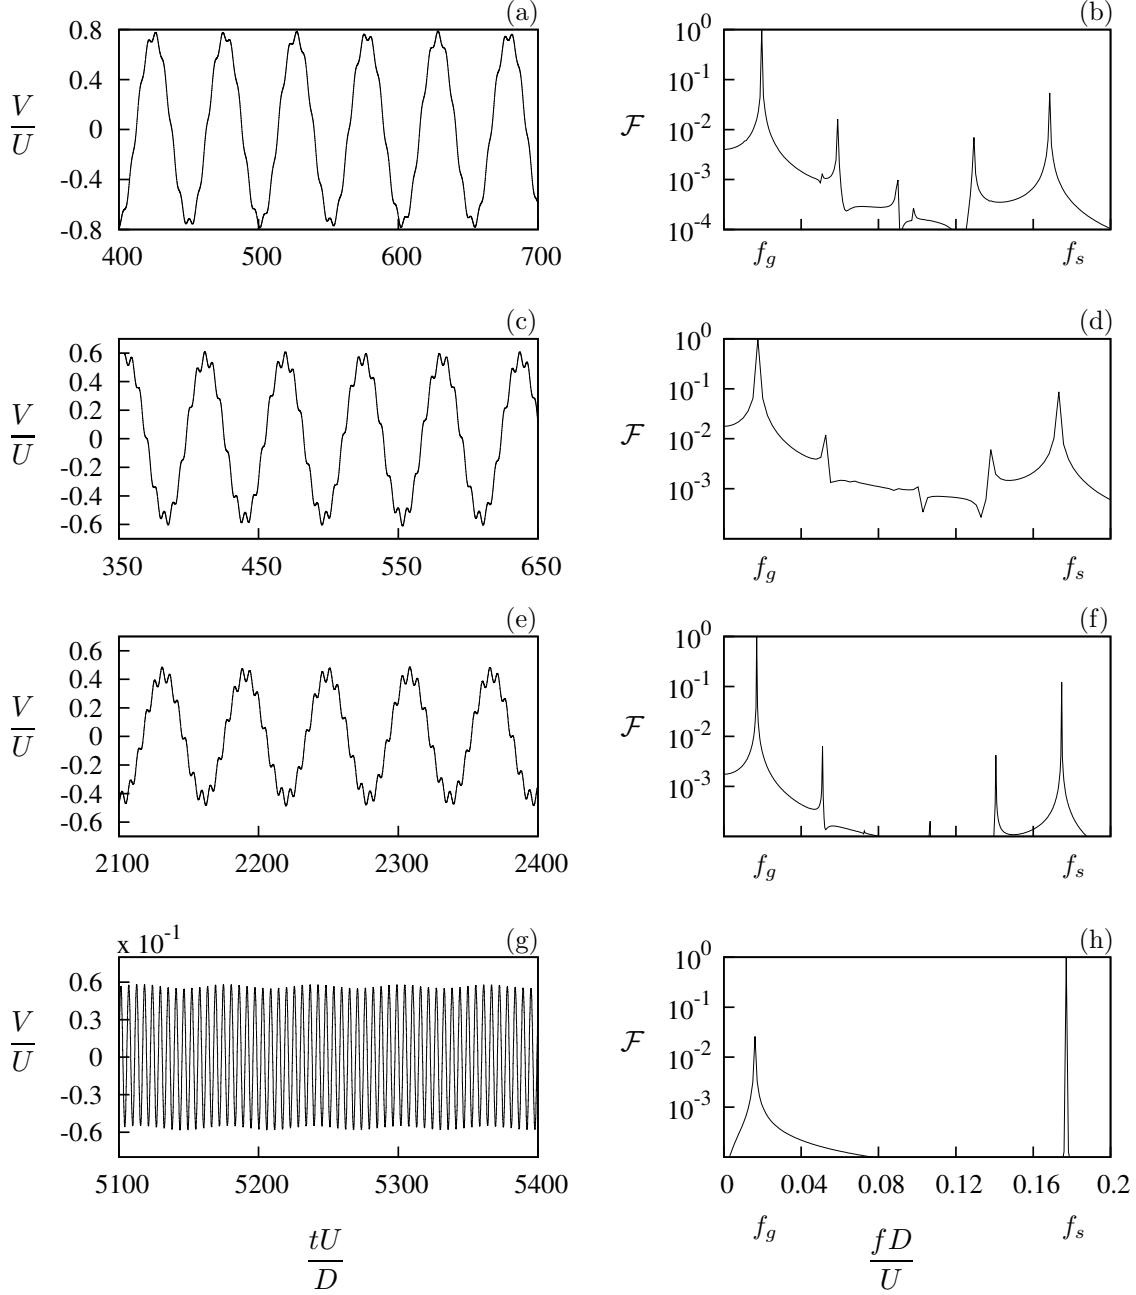 (a)
V/U
0.8
0.4
0
-0.4
-0.8
400 500 600 700
(b)
F
10^0
10^-1
10^-2
10^-3
10^-4
f_g f_s
(c)
V/U
0.6
0.4
0.2
0
-0.2
-0.4
-0.6
350 450 550 650
(d)
F
10^0
10^-1
10^-2
10^-3
f_g f_s
(e)
V/U
0.6
0.4
0.2
0
-0.2
-0.4
-0.6
2100 2200 2300 2400
(f)
F
10^0
10^-1
10^-2
10^-3
f_g f_s
x 10^-1
(g)
V/U
0.6
0.3
0
-0.3
-0.6
5100 5200 5300 5400
tU/D
(h)
F
10^0
10^-1
10^-2
10^-3
0 0.04 0.08 0.12 0.16 0.2
f_g f_s
fD/U